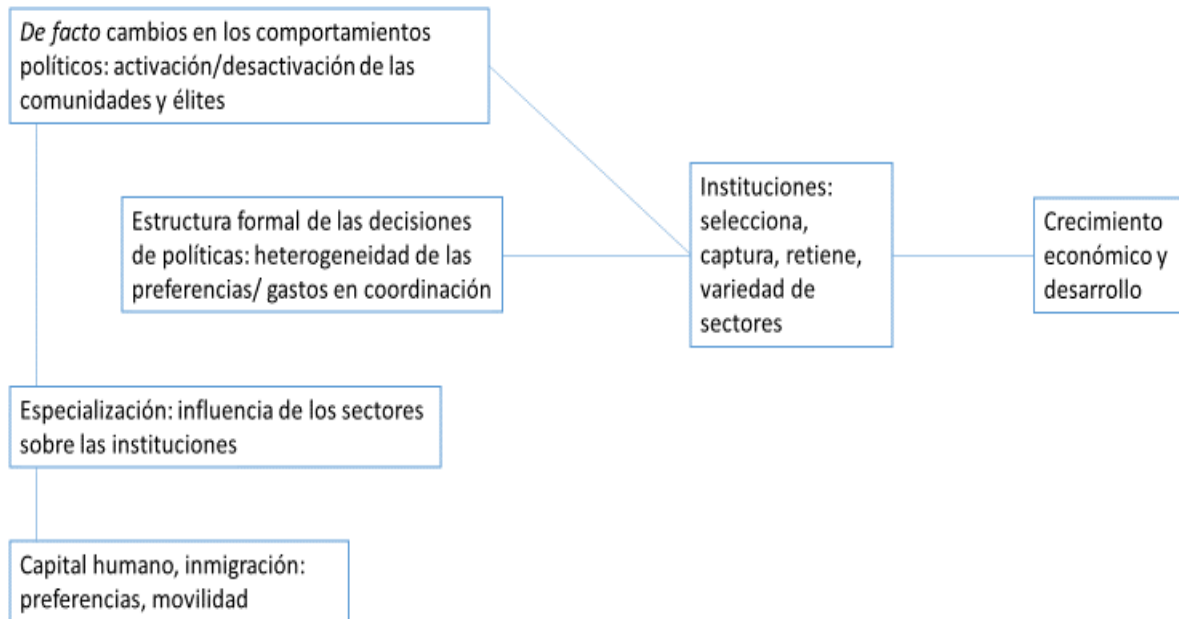 De facto cambios en los comportamientos
políticos: activación/desactivación de las
comunidades y élites
Estructura formal de las decisiones
de políticas: heterogeneidad de las
preferencias/ gastos en coordinación
Instituciones:
selecciona,
captura, retiene,
variedad de
sectores
Crecimiento
económico y
desarrollo
Especialización: influencia de los sectores
sobre las instituciones
Capital humano, inmigración:
preferencias, movilidad